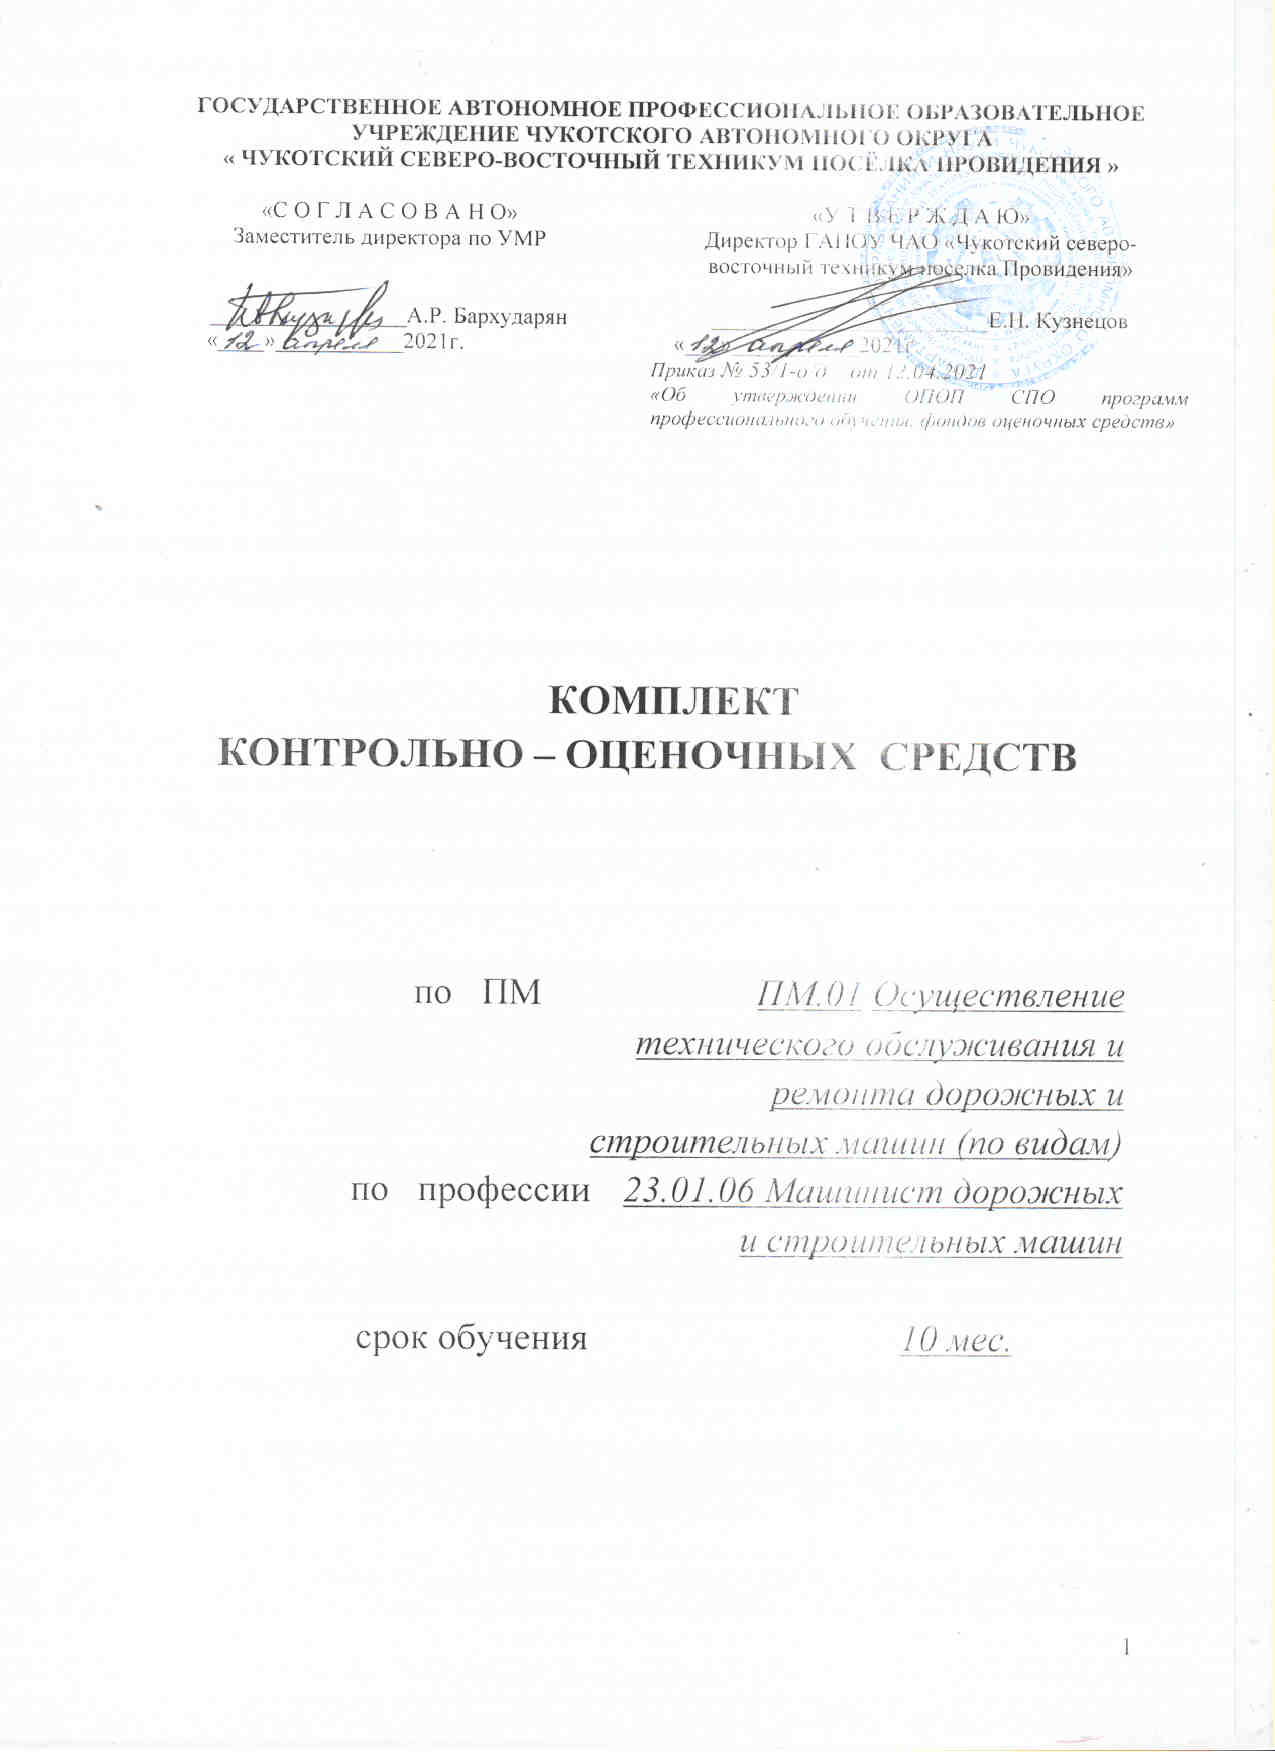 ГОСУДАРСТВЕННОЕ АВТОНОМНОЕ ПРОФЕССИОНАЛЬНОЕ ОБРАЗОВАТЕЛЬНОЕ
УЧРЕЖДЕНИЕ ЧУКОТСКОГО АВТОНОМНОГО ОКРУГА
« ЧУКОТСКИЙ СЕВЕРО-ВОСТОЧНЫЙ ТЕХНИКУМ ПОСЁЛКА ПРОВИДЕНИЯ »
«С О Г Л А С О В А Н О»
Заместитель директора по УМР
А.Р. Бархударян
«12» апреля 2021г.
«У Т В Е Р Ж Д А Ю»
Директор ГАПОУ ЧАО «Чукотский северо-
восточный техникум поселка Провидения»
Е.Н. Кузнецов
«12» апреля 2021г
Приказ № 53/1-о/д от 12.04.2021
«Об утверждении ОПОП СПО программ
профессионального обучения, фондов оценочных средств»
КОМПЛЕКТ
КОНТРОЛЬНО – ОЦЕНОЧНЫХ СРЕДСТВ
по ПМ ПМ.01 Осуществление
технического обслуживания и
ремонта дорожных и
строительных машин (по видам)
по профессии 23.01.06 Машинист дорожных
и строительных машин
срок обучения 10 мес.
1